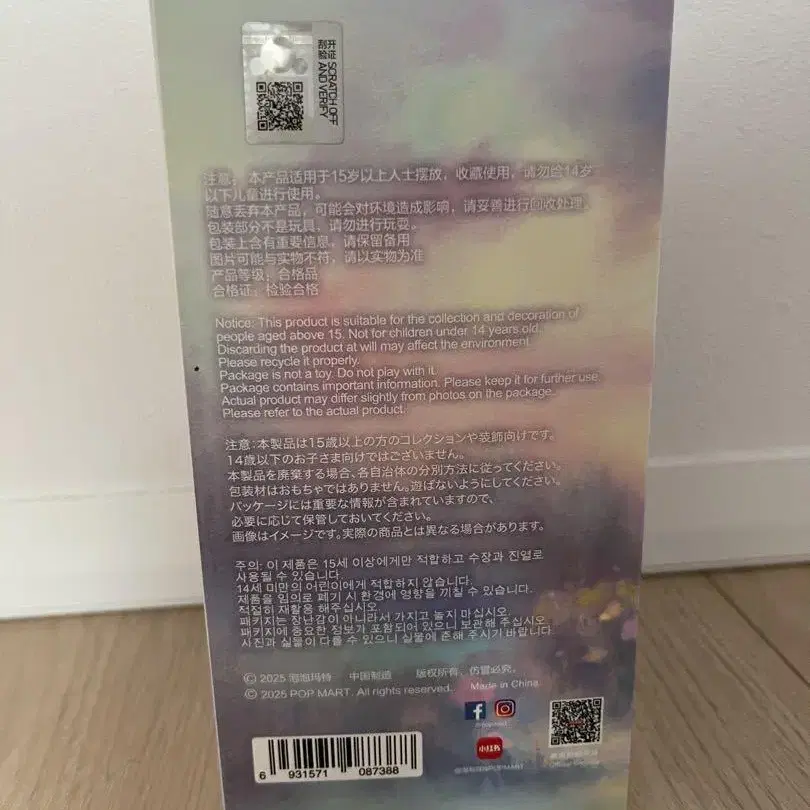 开涂刮验 SCRATCH OFF AND VERIFY
注意：本产品适用于15岁以上人士摆放，收藏使用，请勿给14岁
以下儿童进行使用。
随意丢弃本产品，可能会对环境造成影响，请妥善进行回收处理。
包装部分不是玩具，请勿进行玩耍。
包装上含有重要信息，请保留备用
图片可能与实物不符，请以实物为准
产品等级：合格品
合格证：检验合格
Notice: This product is suitable for the collection and decoration of
people aged above 15. Not for children under 14 years old.
Discarding the product at will may affect the environment.
Please recycle it properly.
Package is not a toy. Do not play with it.
Package contains important information. Please keep it for further use.
Actual product may differ slightly from photos on the package.
Please refer to the actual product.
注意:本製品は15歳以上の方のコレクションや装飾向けです。
14歳以下のお子さま向けではございません。
本製品を廃棄する場合、各自治体の分別方法に従ってください。
包装材はおもちゃではありません。遊ばないようにしてください。
パッケージには重要な情報が含まれていますので、
必要に応じて保管しておいてください。
画像はイメージです。実際の商品とは異なる場合があります。
주의: 이 제품은 15세 이상에게만 적합하고 수장과 진열로
사용될 수 있습니다.
14세 미만의 어린이에게 적합하지 않습니다.
제품을 임의로 폐기 시 환경에 영향을 끼칠 수 있습니다.
적절히 재활용 해주십시오.
패키지는 장난감이 아니라서 가지고 놀지 마십시오.
패키지에 중요한 정보가 포함되어 있으니 보관해 주십시오.
사진과 실물이 다를 수 있으니 실물에 준해 주시기 바랍니다.
© 2025 泡泡玛特 中国制造 版权所有，仿冒必究。
© 2025 POP MART. All rights reserved. Made in China
@popmart
小红书
6 931571 087388